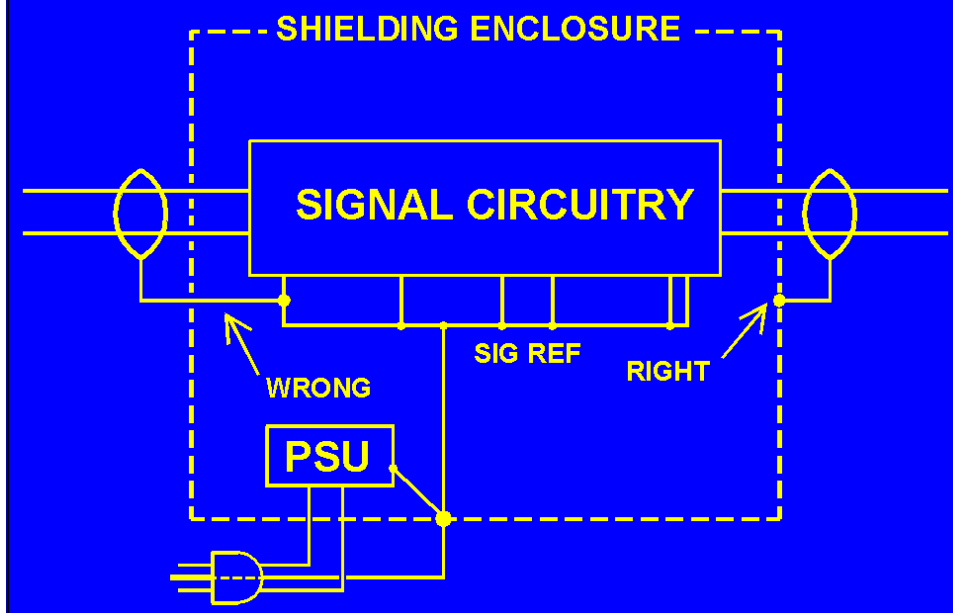 SHIELDING ENCLOSURE
SIGNAL CIRCUITRY
SIG REF
RIGHT
WRONG
PSU